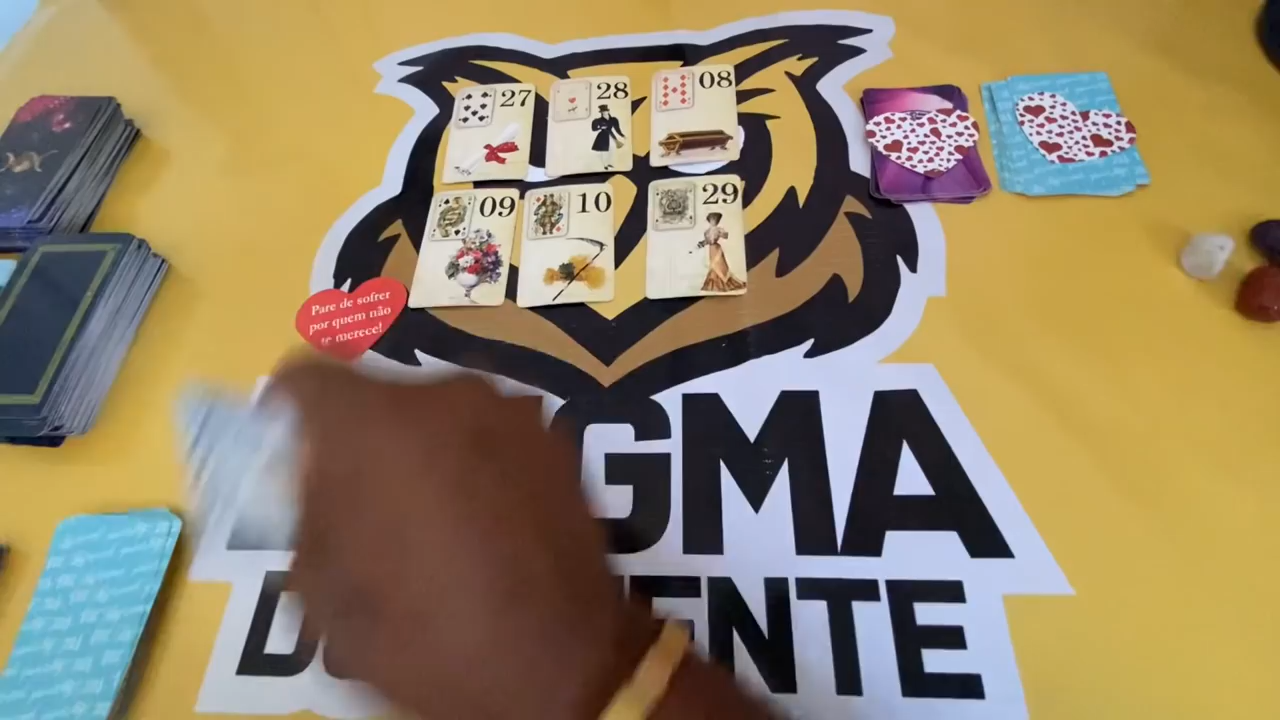 27
28
08
09
10
29
Pare de sofrer
por quem não
te merece!
GMA
D
ENTE